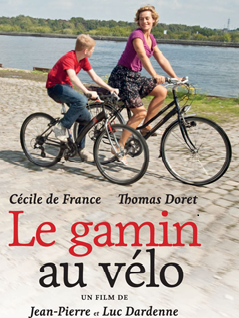 Cécile de France Thomas Doret
Le gamin
au vélo
UN FILM DE
Jean-Pierre et Luc Dardenne